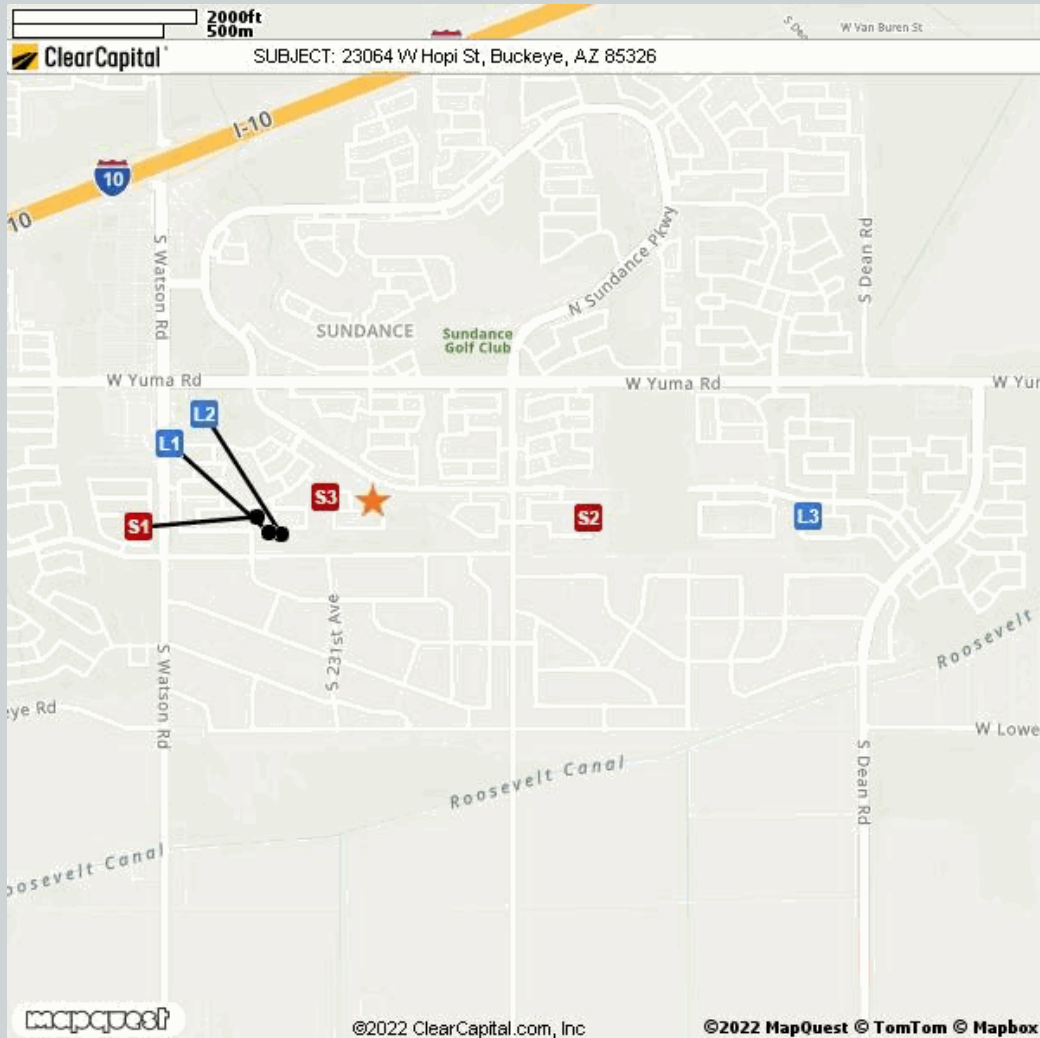 2000ft
500m
ClearCapital
SUBJECT: 23064 W Hopi St, Buckeye, AZ 85326
W Van Buren St
I-10
10
10
S Watson Rd
N Sundance Pkwy
S Dean Rd
SUNDANCE
Sundance
Golf Club
W Yuma Rd
W Yuma Rd
W Yur
L2
L1
S3
S1
S2
L3
S 231st Ave
S Watson Rd
Roosevelt
eye Rd
W Lowe
Roosevelt Canal
S Dean Rd
oosevelt Canal
mapquest
©2022 ClearCapital.com, Inc
©2022 MapQuest © TomTom © Mapbox